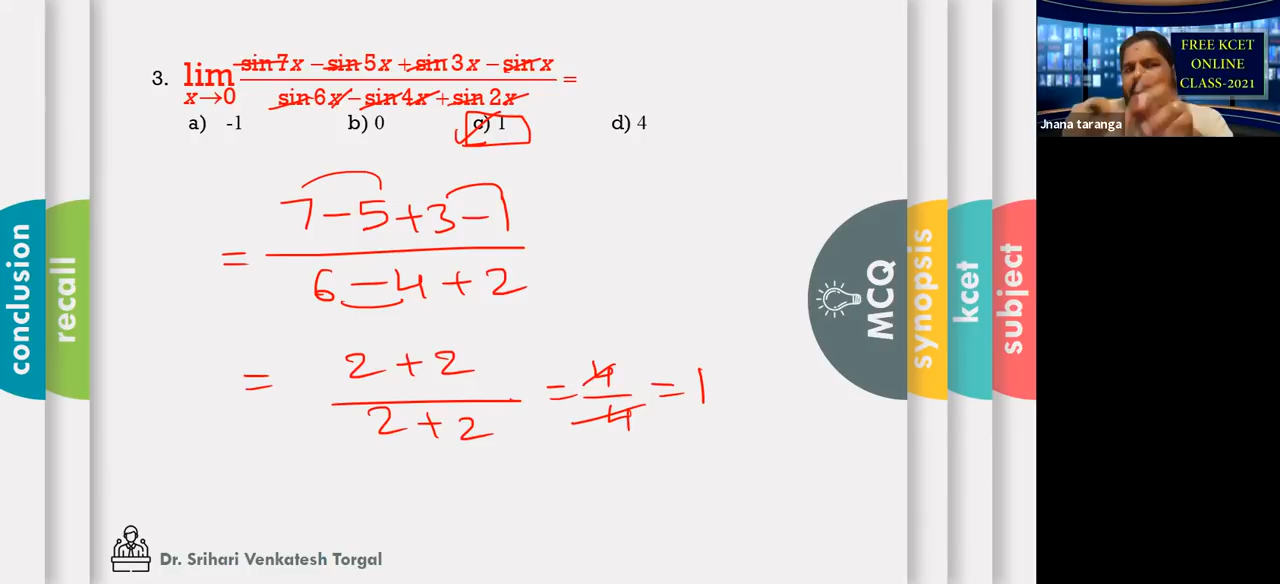 3. lim x→0 (sin 7x − sin 5x + sin 3x − sin x) / (sin 6x − sin 4x + sin 2x) =
a) -1 b) 0 c) 1 d) 4
= (7 − 5 + 3 − 1) / (6 − 4 + 2)
= (2 + 2) / (2 + 2) = 4/4 = 1
conclusion
recall
MCQ
synopsis
kcet
subject
FREE KCET
ONLINE
CLASS-2021
Jnana taranga
Dr. Srihari Venkatesh Torgal